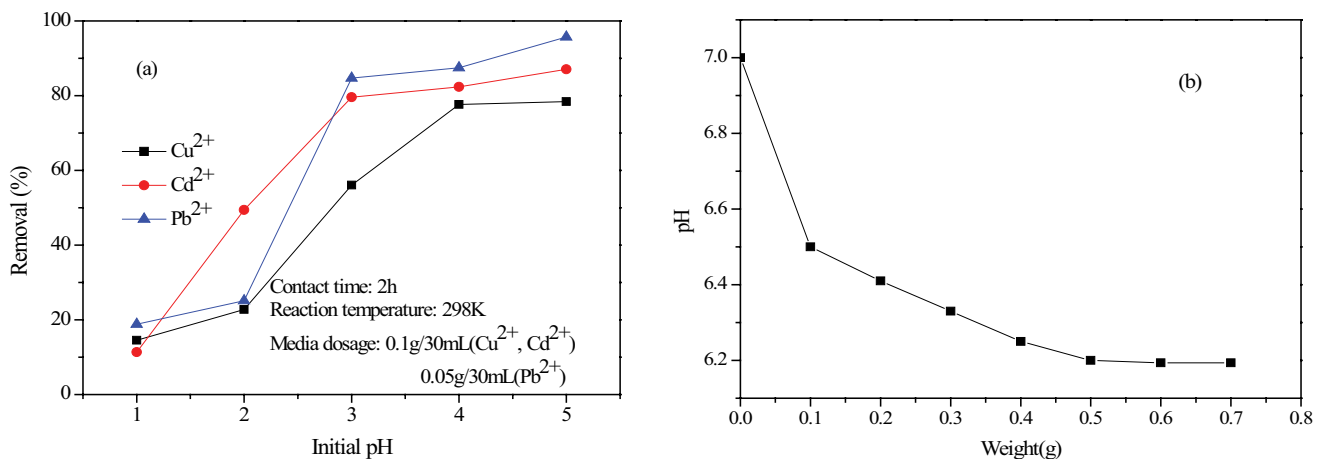 100
80
60
40
20
0
Removal (%)
(a)
Cu2+
Cd2+
Pb2+
Contact time: 2h
Reaction temperature: 298K
Media dosage: 0.1g/30mL(Cu2+, Cd2+)
0.05g/30mL(Pb2+)
1 2 3 4 5
Initial pH
7.0
6.8
6.6
6.4
6.2
pH
(b)
0.0 0.1 0.2 0.3 0.4 0.5 0.6 0.7 0.8
Weight(g)